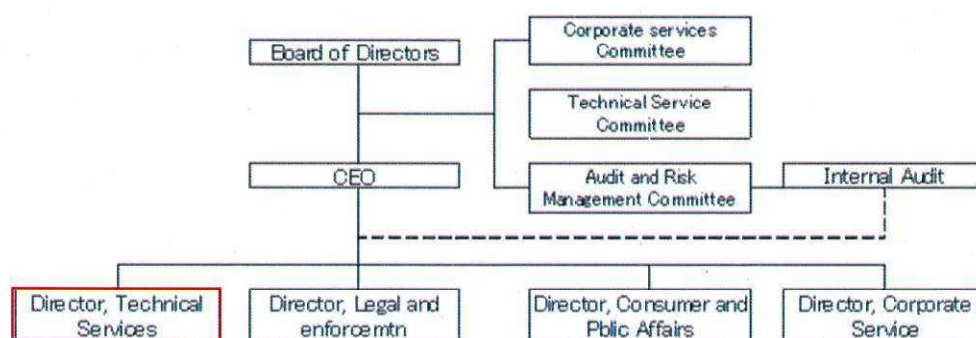 Board of Directors
Corporate services
Committee
Technical Service
Committee
CEO
Audit and Risk
Management Committee
Internal Audit
Director, Technical
Services
Director, Legal and
enforcemtn
Director, Consumer and
Pblic Affairs
Director, Corporate
Service